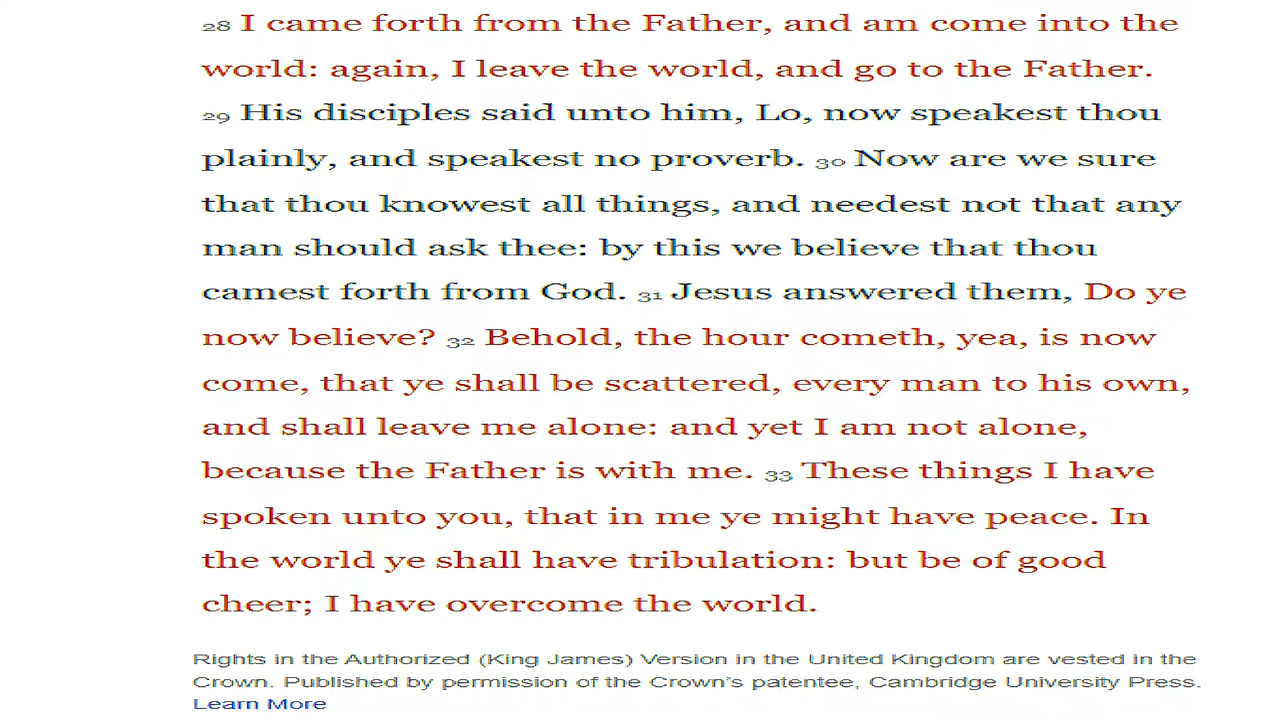 28 I came forth from the Father, and am come into the
world: again, I leave the world, and go to the Father.
29 His disciples said unto him, Lo, now speakest thou
plainly, and speakest no proverb. 30 Now are we sure
that thou knowest all things, and needest not that any
man should ask thee: by this we believe that thou
camest forth from God. 31 Jesus answered them, Do ye
now believe? 32 Behold, the hour cometh, yea, is now
come, that ye shall be scattered, every man to his own,
and shall leave me alone: and yet I am not alone,
because the Father is with me. 33 These things I have
spoken unto you, that in me ye might have peace. In
the world ye shall have tribulation: but be of good
cheer; I have overcome the world.
Rights in the Authorized (King James) Version in the United Kingdom are vested in the
Crown. Published by permission of the Crown’s patentee, Cambridge University Press.
Learn More